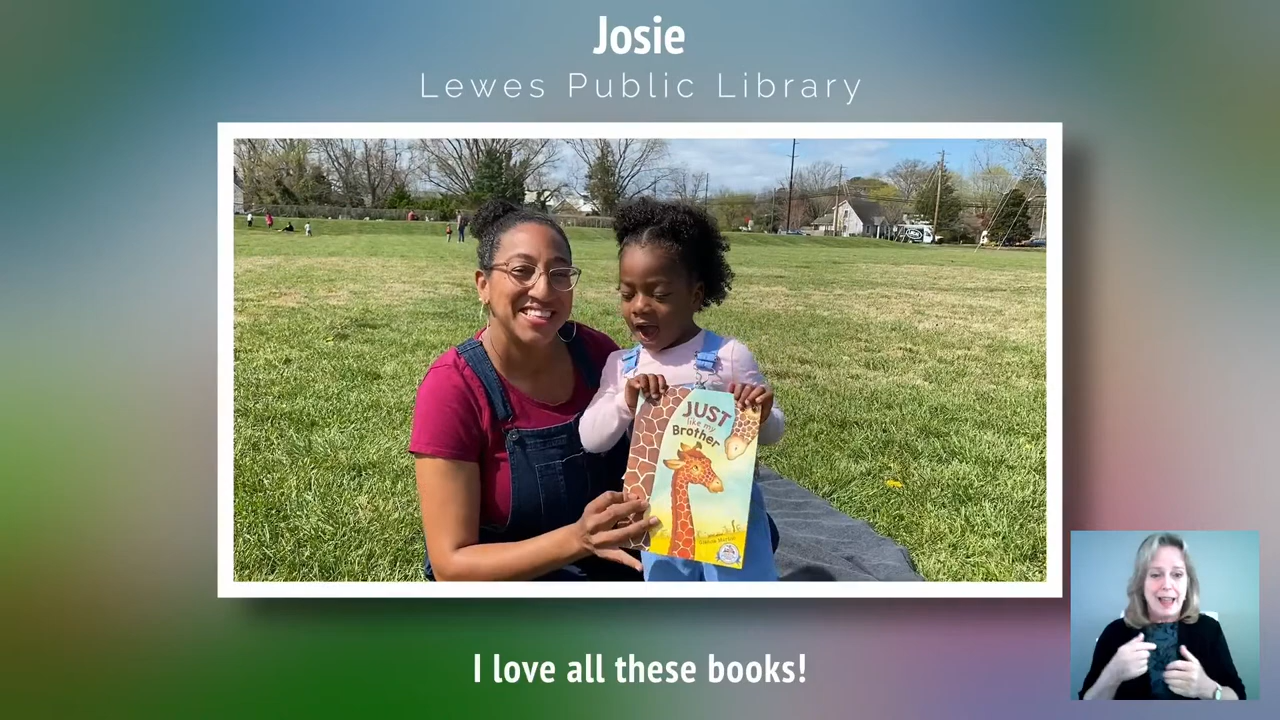 Josie
Lewes Public Library
JUST
like my
Brother
I love all these books!